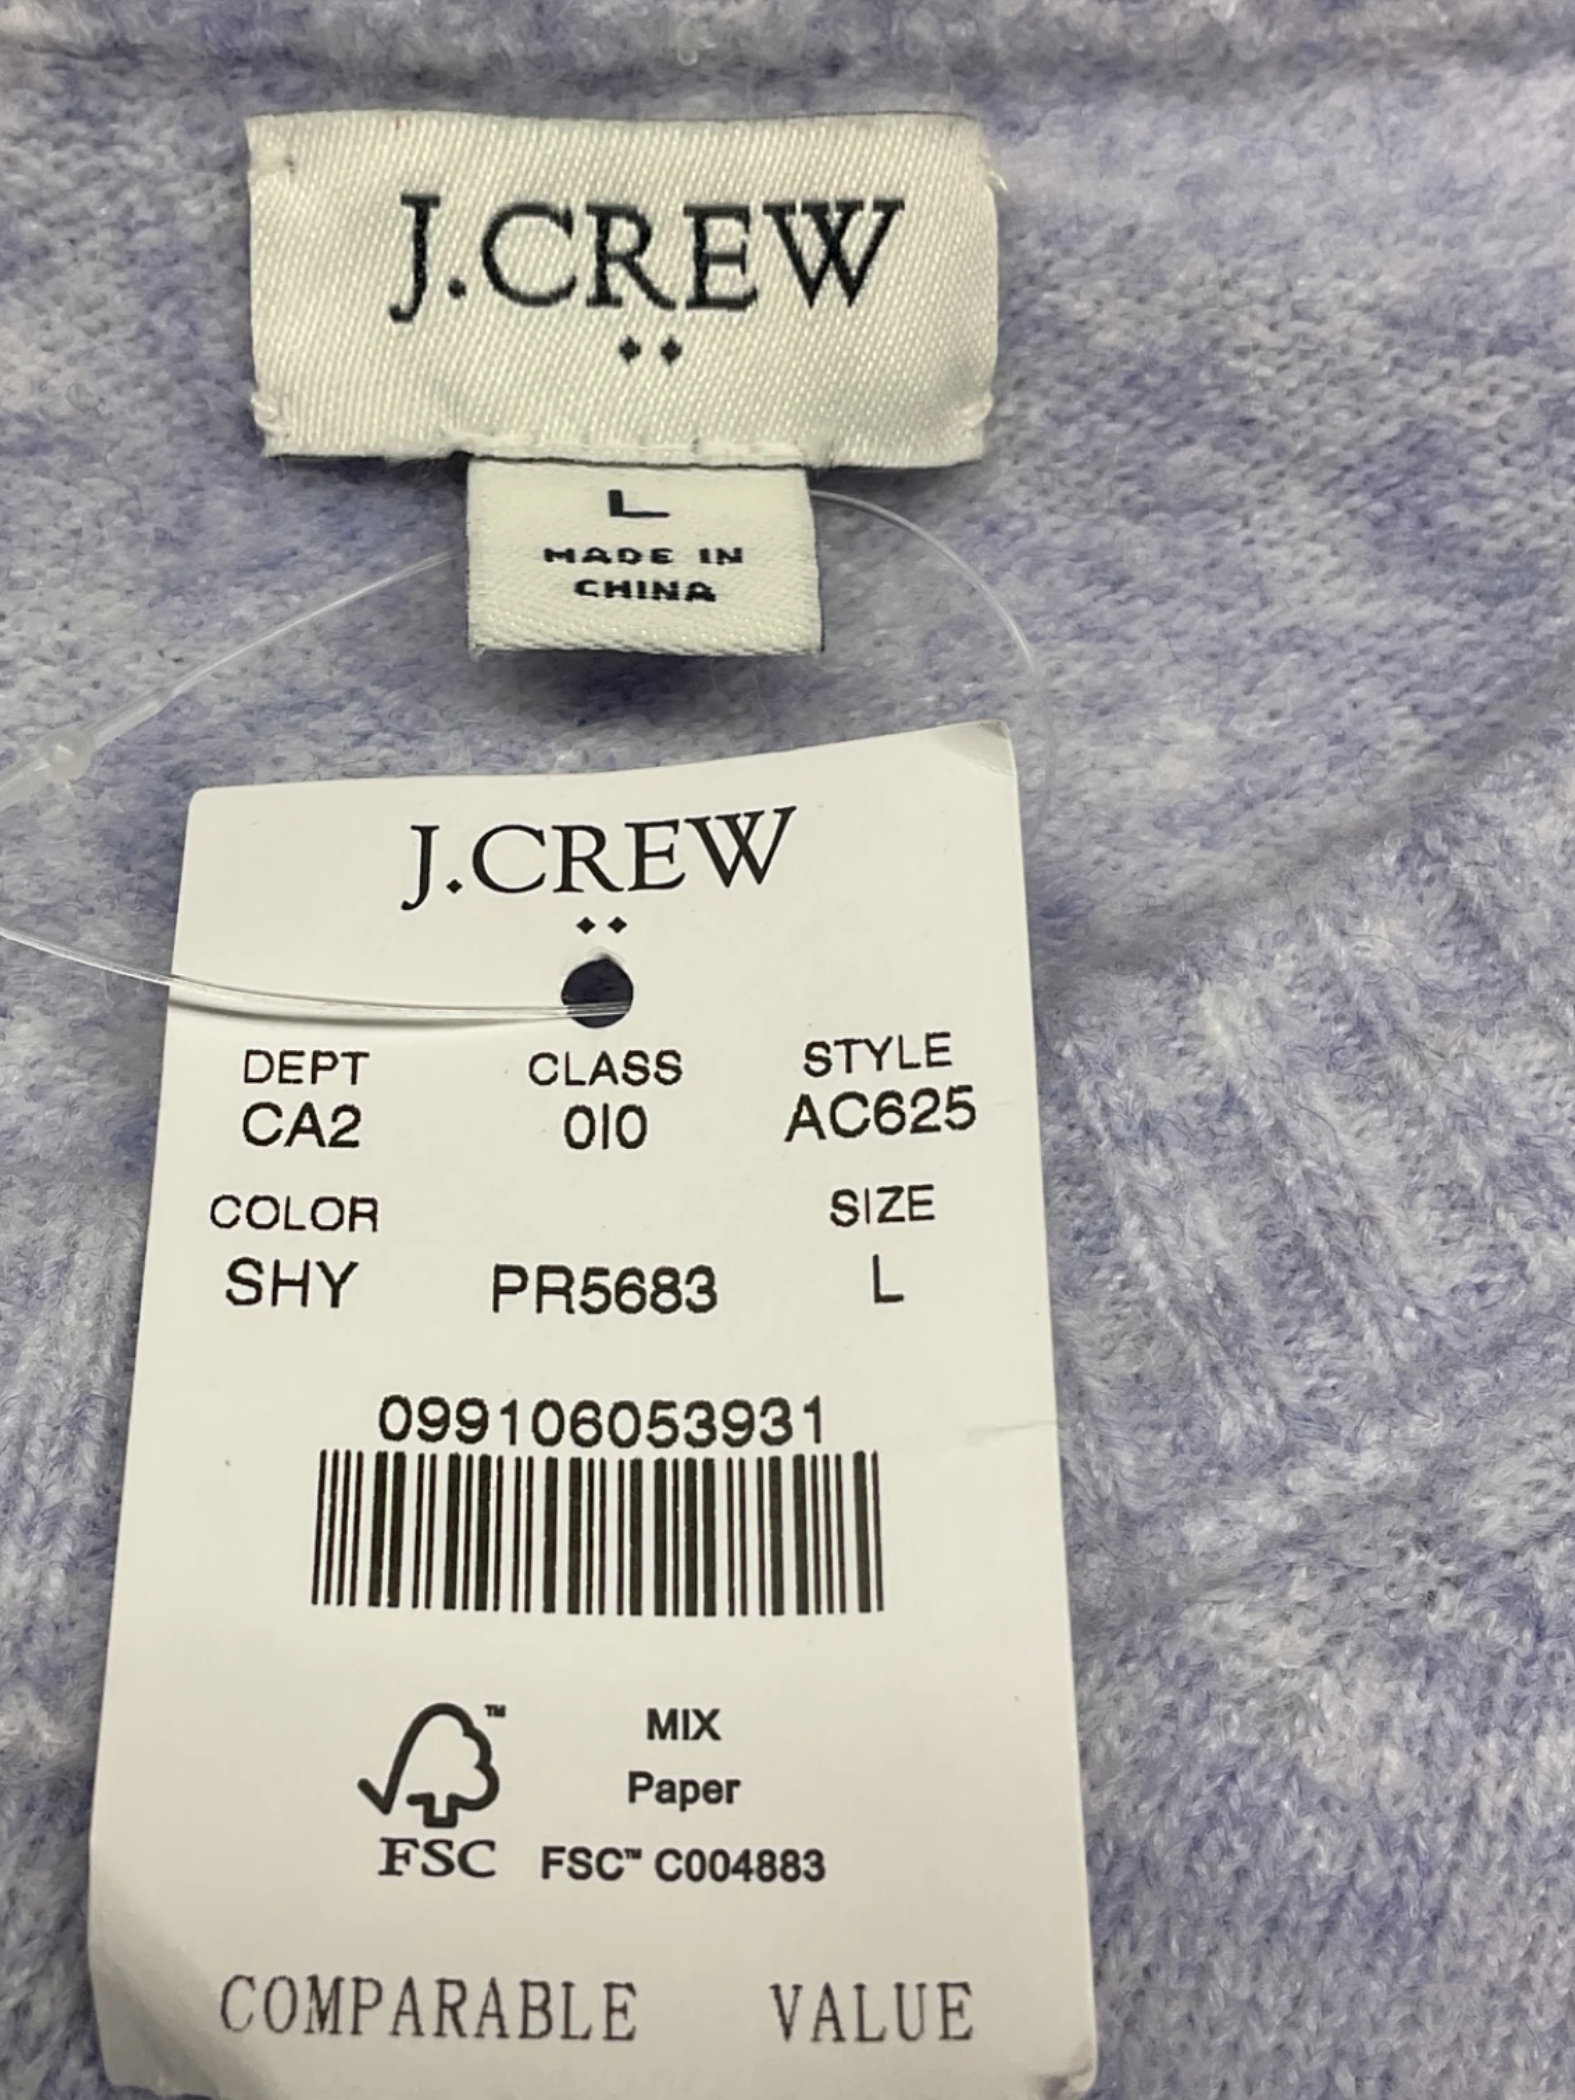 J.CREW
L
MADE IN
CHINA
J.CREW
DEPT CLASS STYLE
CA2 010 AC625
COLOR SIZE
SHY PR5683 L
099106053931
™ MIX
Paper
FSC FSC™ C004883
COMPARABLE VALUE